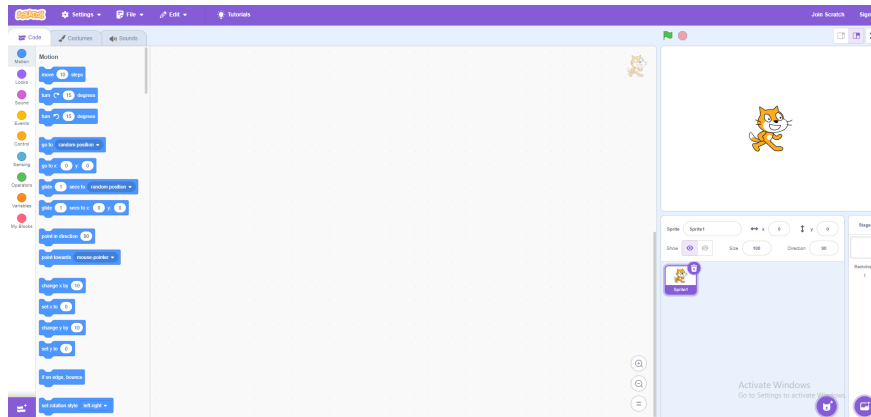 SCRATCH Settings File Edit Tutorials Join Scratch Sign
Code Costumes Sounds
Motion
Looks
Sound
Events
Control
Sensing
Operators
Variables
My Blocks
Motion
move 10 steps
turn 15 degrees
turn 15 degrees
go to random position
go to x: 0 y: 0
glide 1 secs to random position
glide 1 secs to x: 0 y: 0
point in direction 90
point towards mouse-pointer
change x by 10
set x to 0
change y by 10
set y to 0
if on edge, bounce
set rotation style left-right
Sprite Sprite1 x 0 y 0
Show Size 100 Direction 90
Sprite1
Stage
Backdrop
1
Activate Windows
Go to Settings to activate Windows.